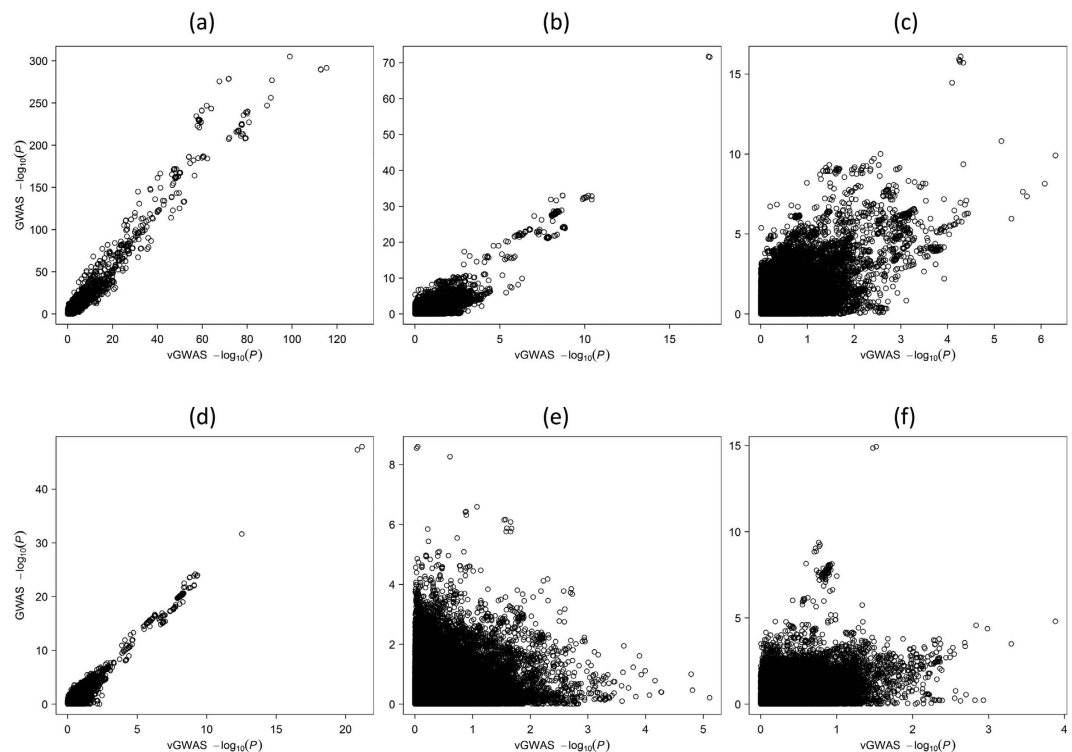 (a) (b) (c)
300
250
200
150
100
50
0
GWAS −log10(P)
0 20 40 60 80 100 120
vGWAS −log10(P)
70
60
50
40
30
20
10
0
0 5 10 15
vGWAS −log10(P)
15
10
5
0
0 1 2 3 4 5 6
vGWAS −log10(P)
(d) (e) (f)
40
30
20
10
0
GWAS −log10(P)
0 5 10 15 20
vGWAS −log10(P)
8
6
4
2
0
0 1 2 3 4 5
vGWAS −log10(P)
15
10
5
0
0 1 2 3 4
vGWAS −log10(P)